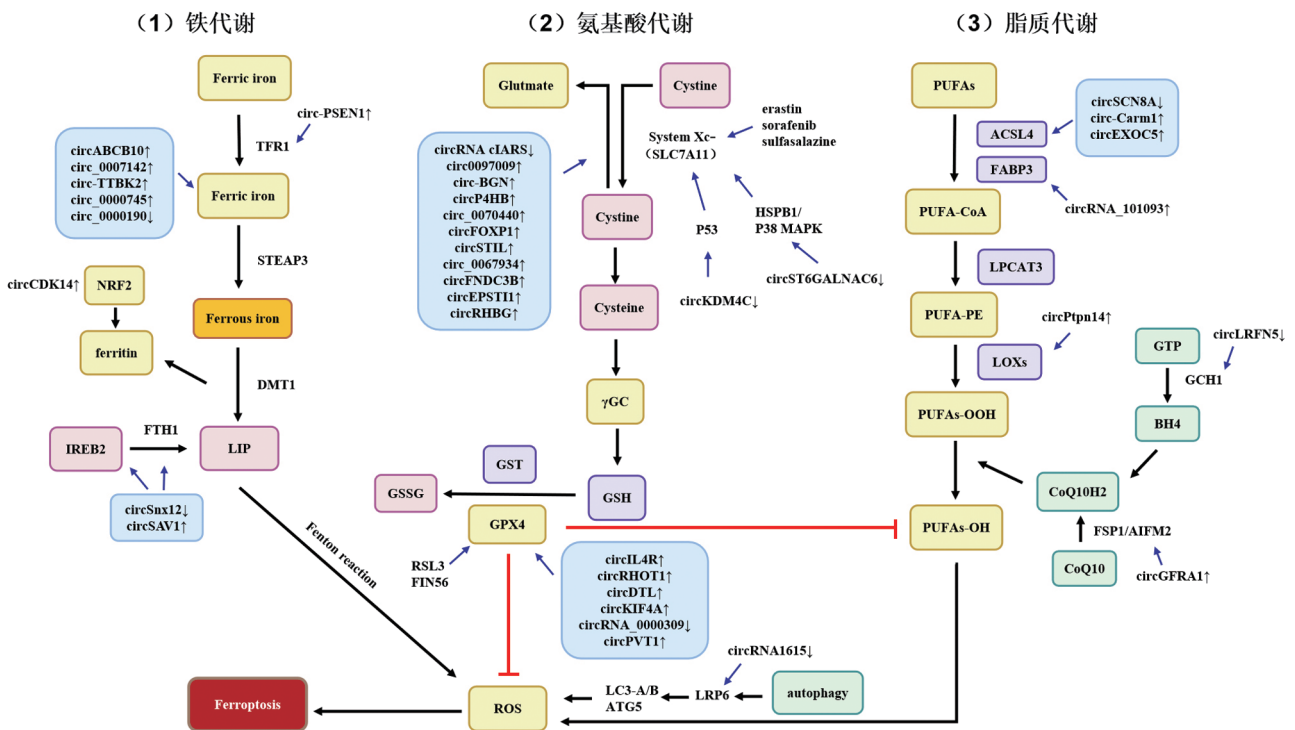 （1）铁代谢
Ferric iron
circ-PSEN1↑
TFR1
circABCB10↑
circ_0007142↑
circ-TTBK2↑
circ_0000745↑
circ_0000190↓
Ferric iron
STEAP3
circCDK14↑
NRF2
Ferrous iron
ferritin
DMT1
FTH1
IREB2
LIP
circSnx12↓
circSAV1↑
Fenton reaction
（2）氨基酸代谢
Glutmate
Cystine
erastin
sorafenib
sulfasalazine
System Xc−
（SLC7A11）
circRNA cIARS↓
circ0097009↑
circ-BGN↑
circP4HB↑
circ_0070440↑
circFOXP1↑
circSTIL↑
circ_0067934↑
circFNDC3B↑
circEPSTI1↑
circRHBG↑
Cystine
P53
HSPB1/
P38 MAPK
circST6GALNAC6↓
circKDM4C↓
Cysteine
γGC
GST
GSSG
GSH
GPX4
RSL3
FIN56
circIL4R↑
circRHOT1↑
circDTL↑
circKIF4A↑
circRNA_0000309↓
circPVT1↑
circRNA1615↓
LC3-A/B
ATG5
LRP6
autophagy
ROS
Ferroptosis
（3）脂质代谢
PUFAs
circSCN8A↓
circ-Carm1↑
circEXOC5↑
ACSL4
FABP3
circRNA_101093↑
PUFA-CoA
LPCAT3
PUFA-PE
circPtpn14↑
LOXs
GTP
circLRFN5↓
GCH1
PUFAs-OOH
BH4
CoQ10H2
PUFAs-OH
FSP1/AIFM2
CoQ10
circGFRA1↑